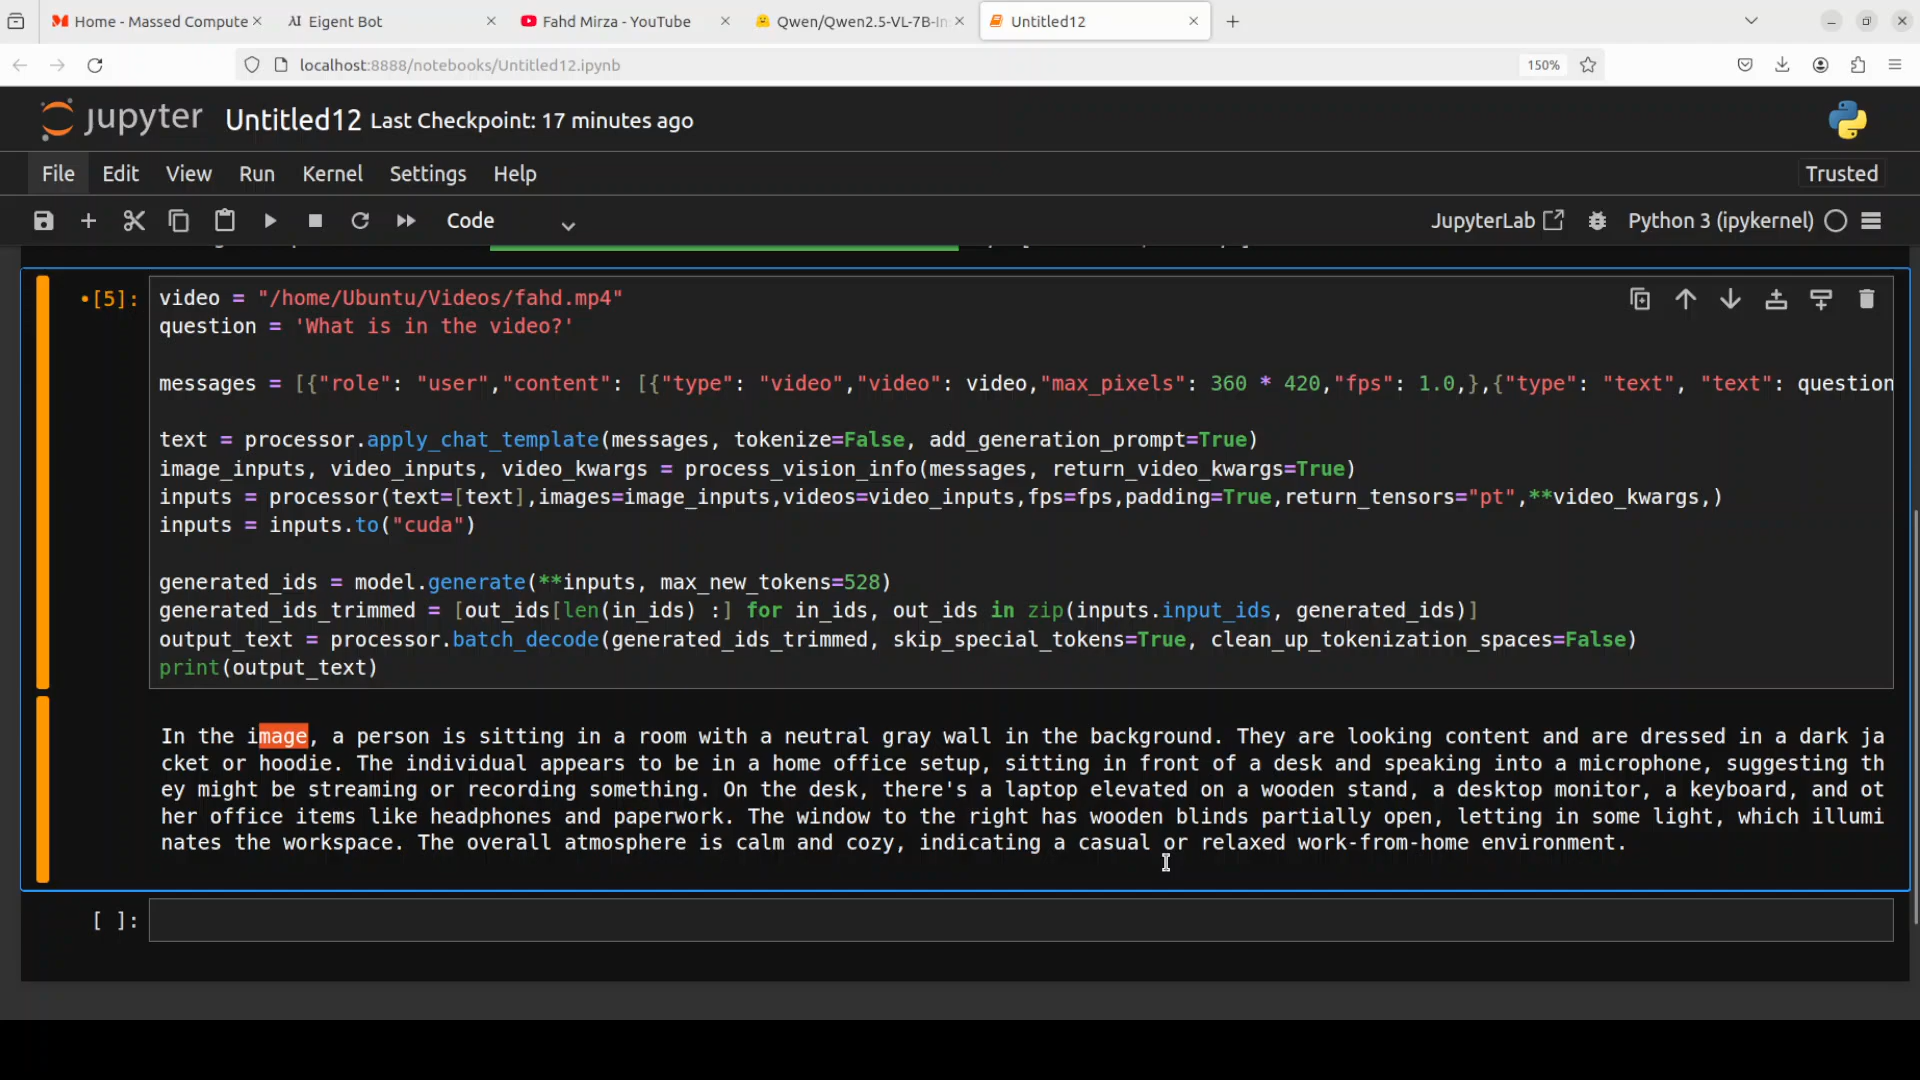 Home - Massed Compute
AI Eigent Bot
Fahd Mirza - YouTube
Qwen/Qwen2.5-VL-7B-In
Untitled12
localhost:8888/notebooks/Untitled12.ipynb
150%
jupyter Untitled12 Last Checkpoint: 17 minutes ago
File Edit View Run Kernel Settings Help
Trusted
Code
JupyterLab
Python 3 (ipykernel)
•[5]:
video = "/home/Ubuntu/Videos/fahd.mp4"
question = 'What is in the video?'
messages = [{"role": "user","content": [{"type": "video","video": video,"max_pixels": 360 * 420,"fps": 1.0,},{"type": "text", "text": question
text = processor.apply_chat_template(messages, tokenize=False, add_generation_prompt=True)
image_inputs, video_inputs, video_kwargs = process_vision_info(messages, return_video_kwargs=True)
inputs = processor(text=[text],images=image_inputs,videos=video_inputs,fps=fps,padding=True,return_tensors="pt",**video_kwargs,)
inputs = inputs.to("cuda")
generated_ids = model.generate(**inputs, max_new_tokens=528)
generated_ids_trimmed = [out_ids[len(in_ids) :] for in_ids, out_ids in zip(inputs.input_ids, generated_ids)]
output_text = processor.batch_decode(generated_ids_trimmed, skip_special_tokens=True, clean_up_tokenization_spaces=False)
print(output_text)
In the image, a person is sitting in a room with a neutral gray wall in the background. They are looking content and are dressed in a dark ja
cket or hoodie. The individual appears to be in a home office setup, sitting in front of a desk and speaking into a microphone, suggesting th
ey might be streaming or recording something. On the desk, there's a laptop elevated on a wooden stand, a desktop monitor, a keyboard, and ot
her office items like headphones and paperwork. The window to the right has wooden blinds partially open, letting in some light, which illumi
nates the workspace. The overall atmosphere is calm and cozy, indicating a casual or relaxed work-from-home environment.
[ ]: